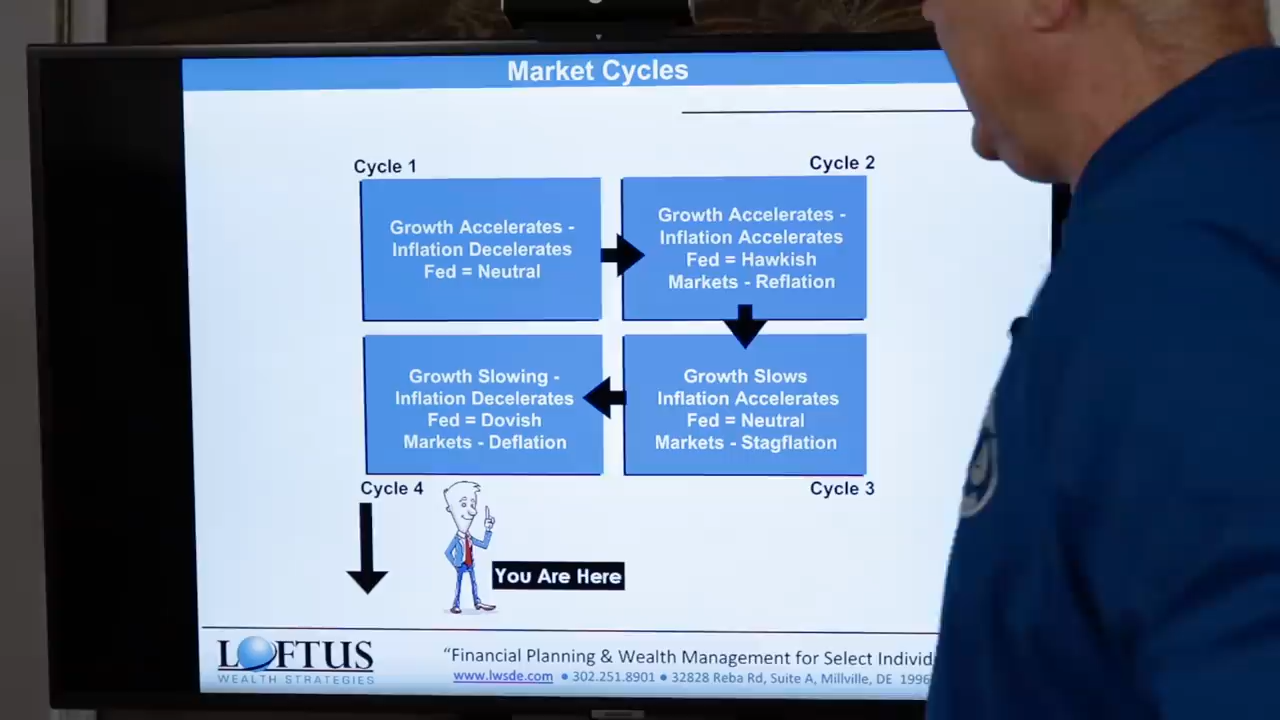 Market Cycles
Cycle 1
Growth Accelerates -
Inflation Decelerates
Fed = Neutral
Cycle 2
Growth Accelerates -
Inflation Accelerates
Fed = Hawkish
Markets - Reflation
Growth Slowing -
Inflation Decelerates
Fed = Dovish
Markets - Deflation
Cycle 4
Growth Slows
Inflation Accelerates
Fed = Neutral
Markets - Stagflation
Cycle 3
You Are Here
LOFTUS
WEALTH STRATEGIES
“Financial Planning & Wealth Management for Select
www.lwsde.com • 302.251.8901 • 32828 Reba Rd, Suite A, Millville, DE